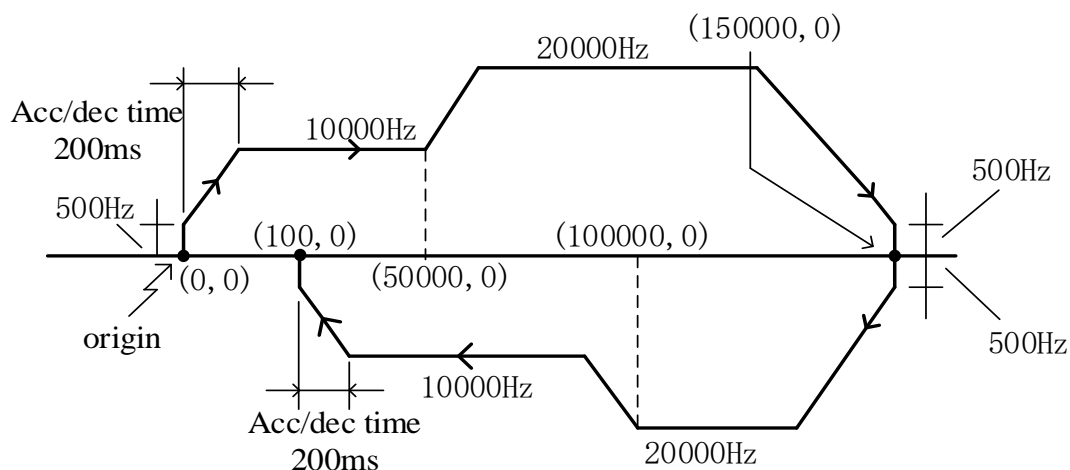 (150000,0)
20000Hz
Acc/dec time
200ms
10000Hz
500Hz
500Hz
(100,0)
(100000,0)
(0,0)
(50000,0)
origin
500Hz
10000Hz
Acc/dec time
200ms
20000Hz